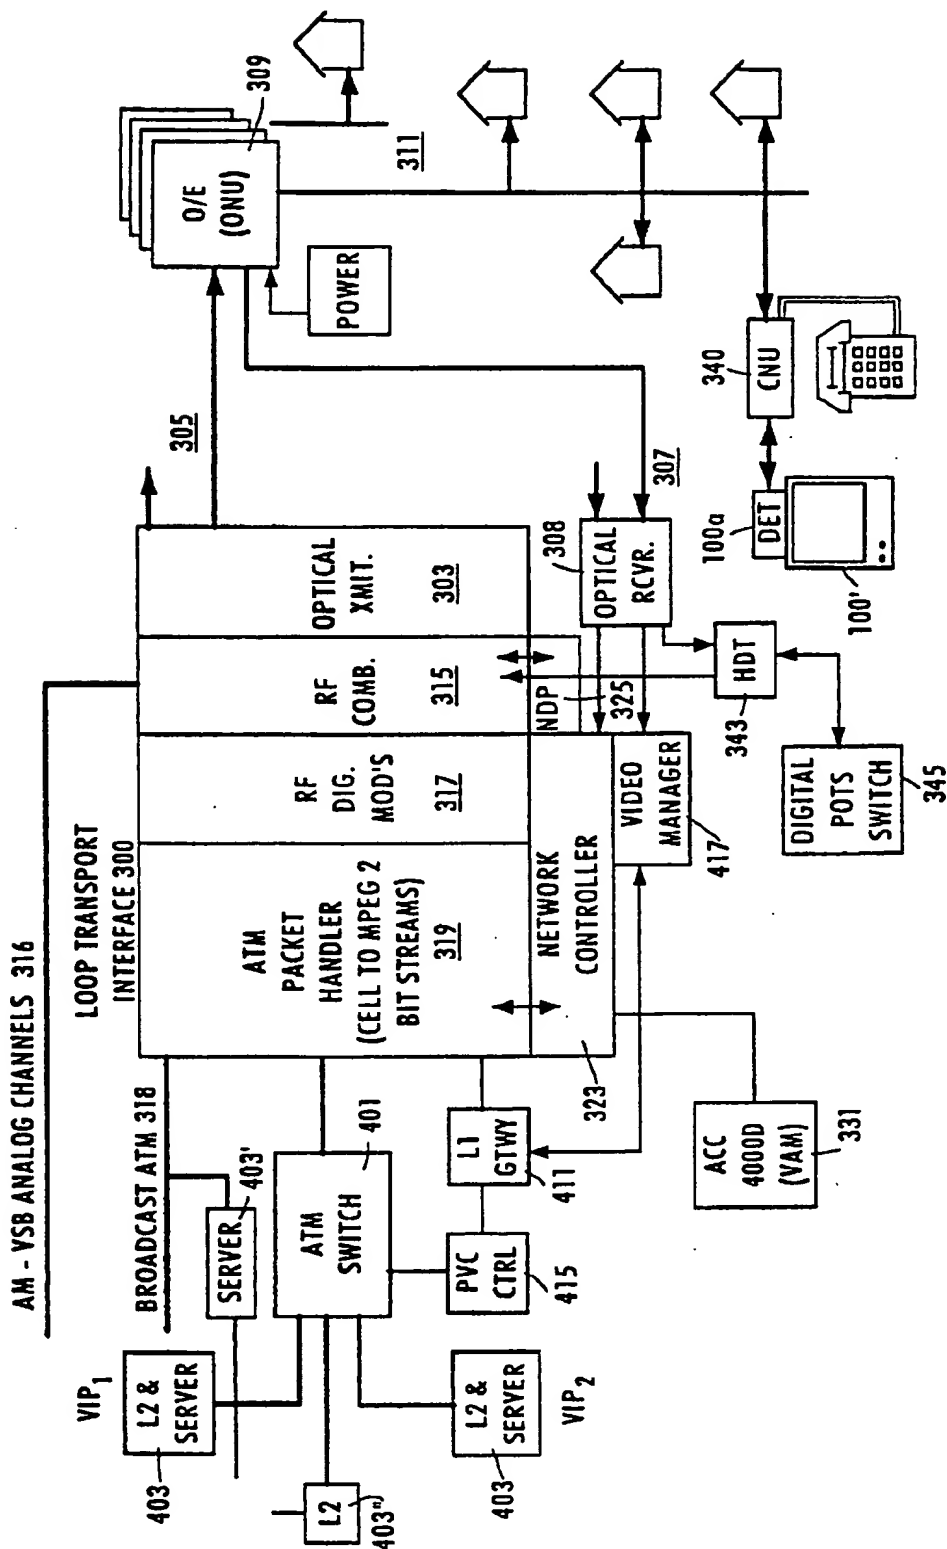 AM - VSB ANALOG CHANNELS 316
LOOP TRANSPORT
INTERFACE 300
BROADCAST ATM 318
SERVER
403'
VIP1
L2 &
SERVER
403
L2
403"
L2 &
SERVER
403
VIP2
ATM
SWITCH
401
PVC
CTRL
415
L1
GTWY
411
ATM
PACKET
HANDLER
(CELL TO MPEG 2
BIT STREAMS)
319
RF
DIG.
MOD'S
317
RF
COMB.
315
OPTICAL
XMIT.
303
NETWORK
CONTROLLER
323
NDP
325
VIDEO
MANAGER
417
ACC
4000D
(VAM)
331
305
O/E
(ONU)
309
POWER
311
307
308
OPTICAL
RCVR.
HDT
343
DIGITAL
POTS
SWITCH
345
340
CNU
100a
DET
100'